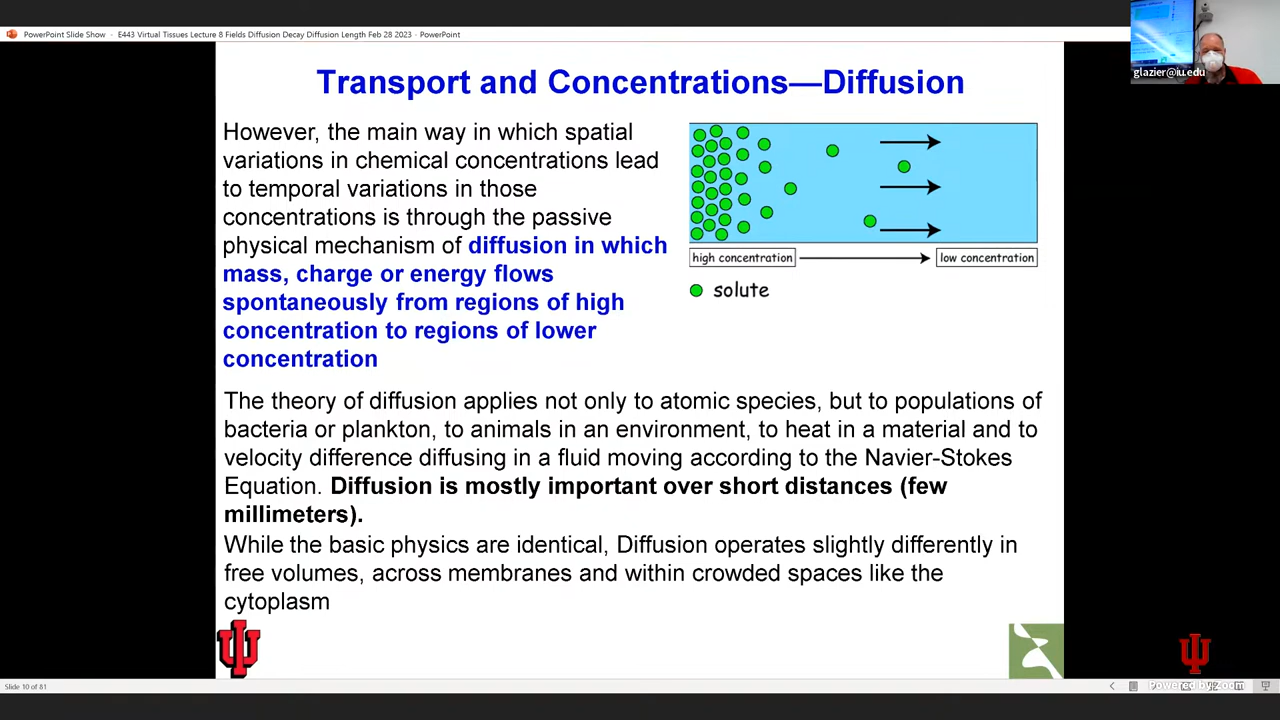 PowerPoint Slide Show - E443 Virtual Tissues Lecture 8 Fields Diffusion Decay Diffusion Length Feb 28 2023 - PowerPoint
glazier@iu.edu
Transport and Concentrations—Diffusion
However, the main way in which spatial
variations in chemical concentrations lead
to temporal variations in those
concentrations is through the passive
physical mechanism of diffusion in which
mass, charge or energy flows
spontaneously from regions of high
concentration to regions of lower
concentration
high concentration
low concentration
solute
The theory of diffusion applies not only to atomic species, but to populations of
bacteria or plankton, to animals in an environment, to heat in a material and to
velocity difference diffusing in a fluid moving according to the Navier-Stokes
Equation. Diffusion is mostly important over short distances (few
millimeters).
While the basic physics are identical, Diffusion operates slightly differently in
free volumes, across membranes and within crowded spaces like the
cytoplasm
Slide 10 of 81
Powered by Zoom